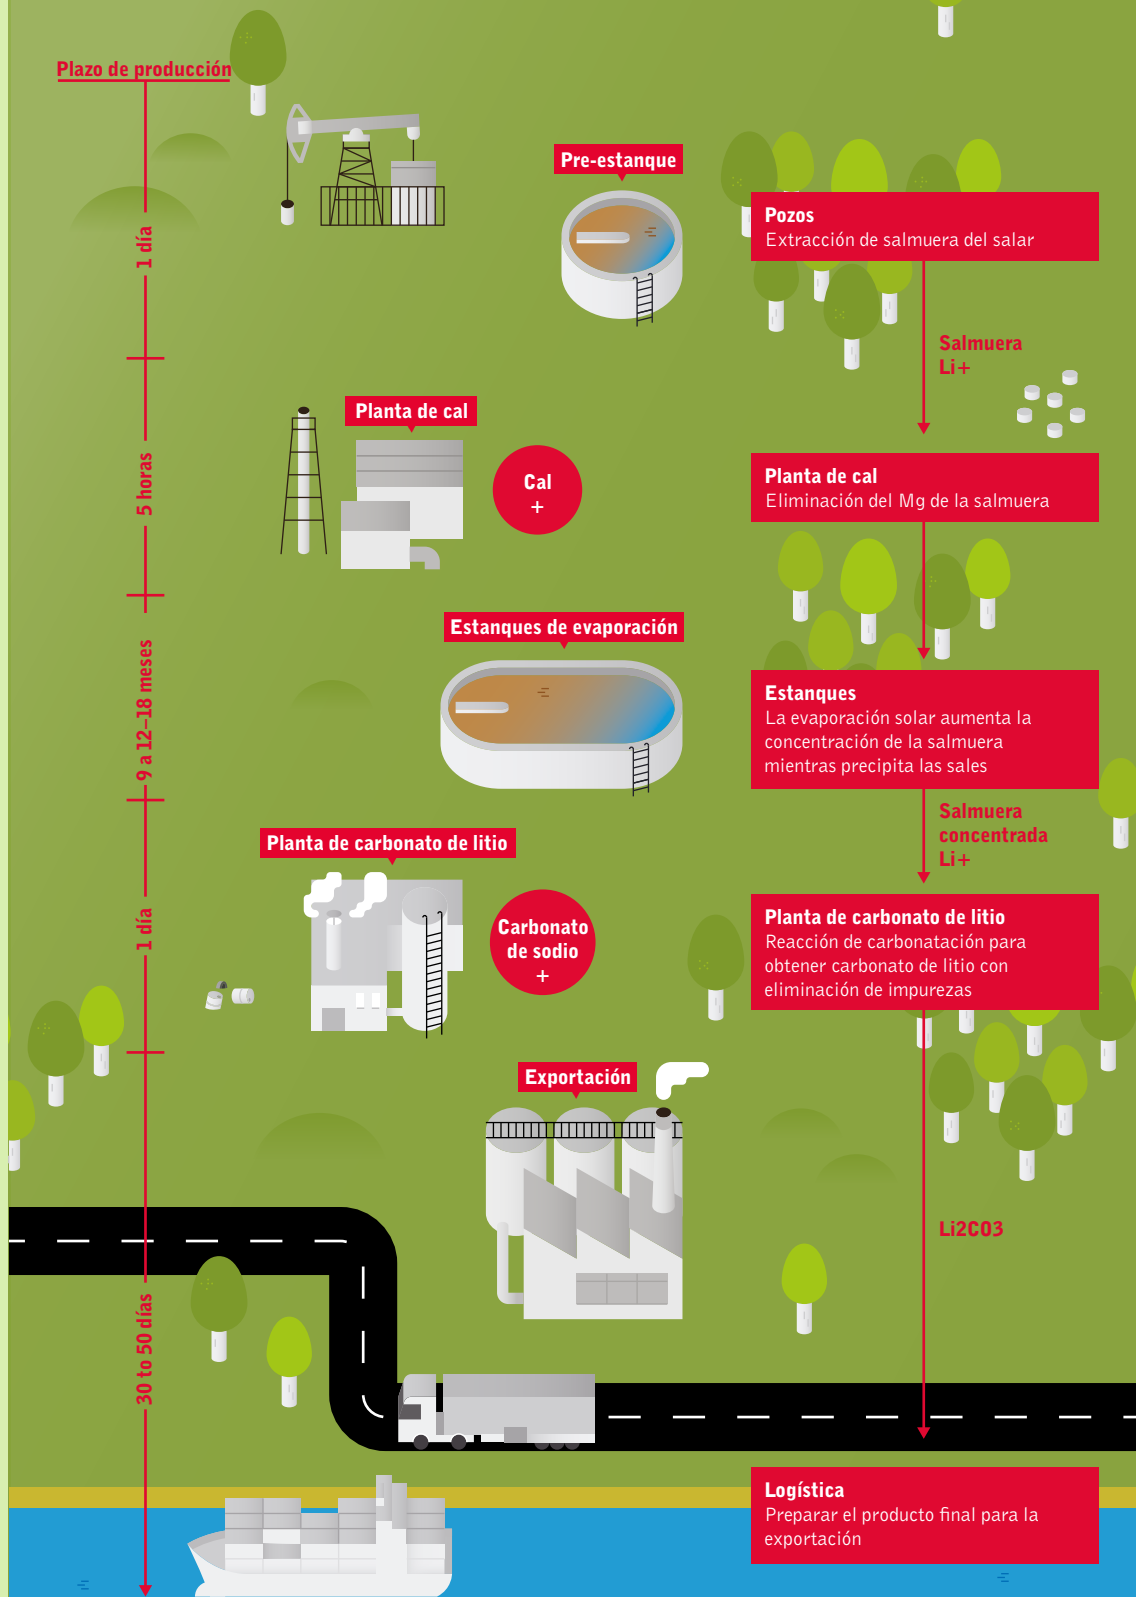 Plazo de producción
1 día
Pre-estanque
Pozos
Extracción de salmuera del salar
Salmuera
Li+
5 horas
Planta de cal
Cal
+
Planta de cal
Eliminación del Mg de la salmuera
9 a 12–18 meses
Estanques de evaporación
Estanques
La evaporación solar aumenta la
concentración de la salmuera
mientras precipita las sales
Salmuera
concentrada
Li+
1 día
Planta de carbonato de litio
Carbonato
de sodio
+
Planta de carbonato de litio
Reacción de carbonatación para
obtener carbonato de litio con
eliminación de impurezas
30 to 50 días
Exportación
Li2CO3
Logística
Preparar el producto final para la
exportación